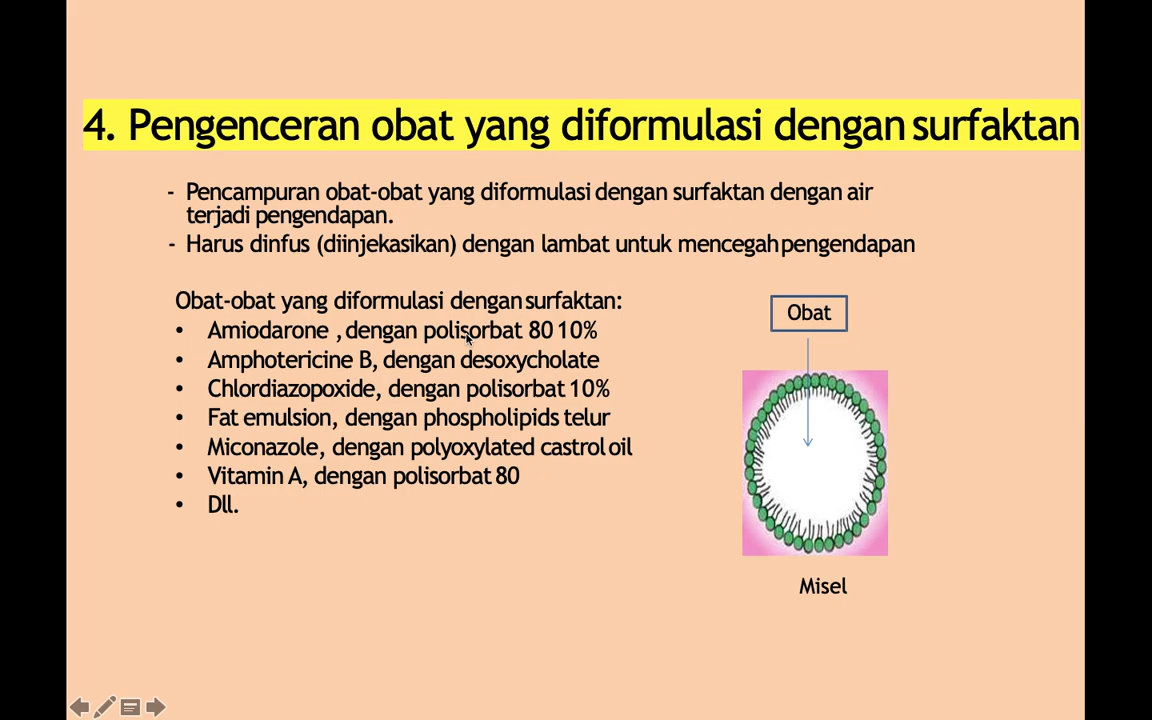 4. Pengenceran obat yang diformulasi dengan surfaktan
- Pencampuran obat-obat yang diformulasi dengan surfaktan dengan air
terjadi pengendapan.
- Harus dinfus (diinjekasikan) dengan lambat untuk mencegah pengendapan
Obat-obat yang diformulasi dengan surfaktan:
• Amiodarone , dengan polisorbat 80 10%
• Amphotericine B, dengan desoxycholate
• Chlordiazopoxide, dengan polisorbat 10%
• Fat emulsion, dengan phospholipids telur
• Miconazole, dengan polyoxylated castrol oil
• Vitamin A, dengan polisorbat 80
• Dll.
Obat
Misel